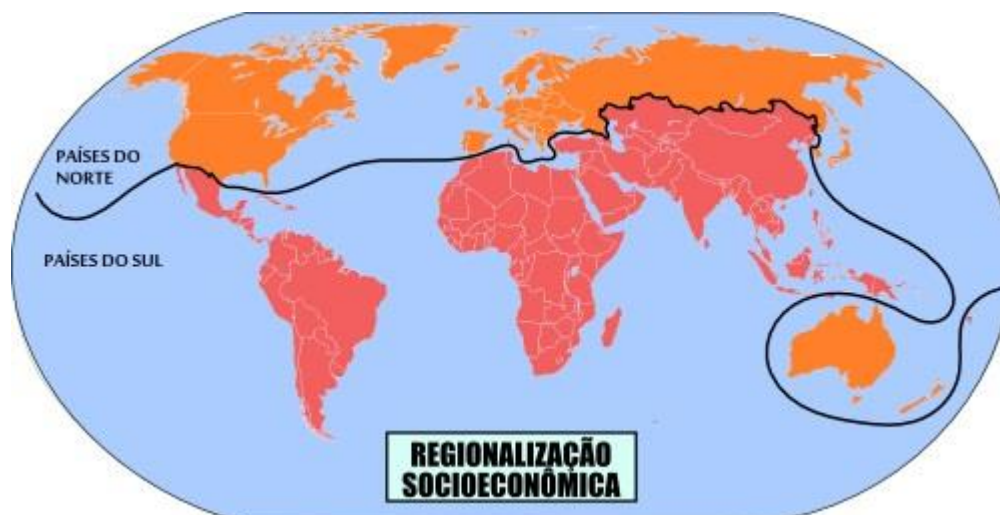 PAÍSES DO
NORTE
PAÍSES DO SUL
REGIONALIZAÇÃO
SOCIOECONÔMICA